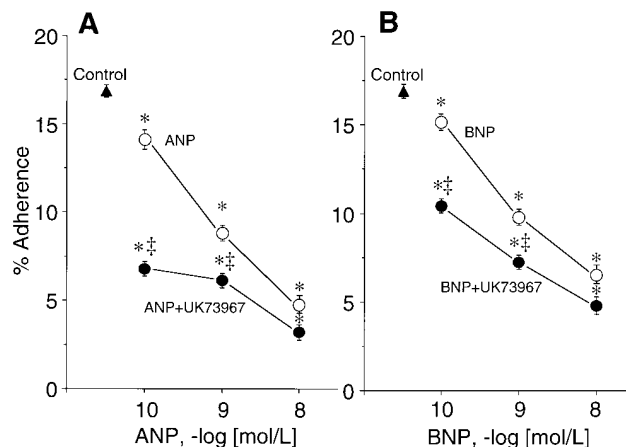 A
20
15
10
5
0
% Adherence
Control
*
ANP
*
*‡
*‡
*
*
ANP+UK73967
10 9 8
ANP, -log [mol/L]
B
20
15
10
5
0
Control
*
BNP
*‡
*
*‡
*
*
BNP+UK73967
10 9 8
BNP, -log [mol/L]